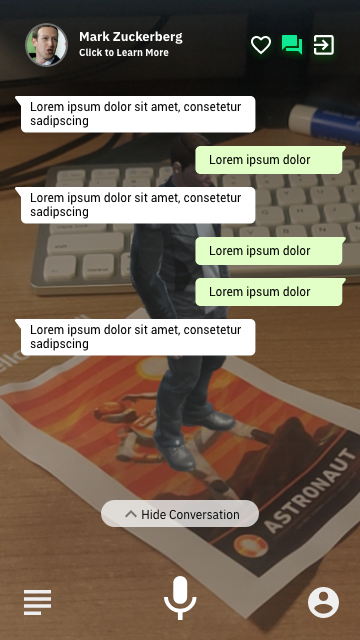 Mark Zuckerberg
Click to Learn More
Lorem ipsum dolor sit amet, consetetur
sadipscing
Lorem ipsum dolor
Lorem ipsum dolor sit amet, consetetur
sadipscing
Lorem ipsum dolor
Lorem ipsum dolor
Lorem ipsum dolor sit amet, consetetur
sadipscing
Hide Conversation
ASTRONAUT